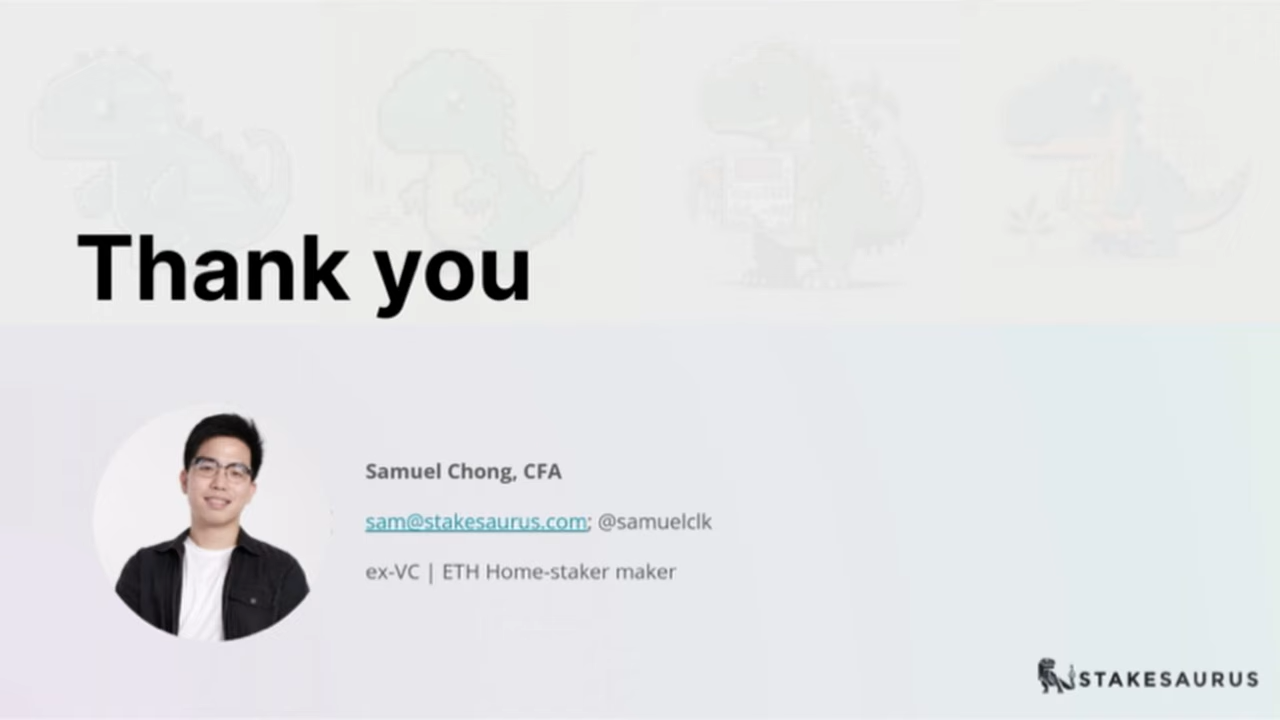 Thank you
Samuel Chong, CFA
sam@stakesaurus.com; @samuelclk
ex-VC | ETH Home-staker maker
STAKESAURUS